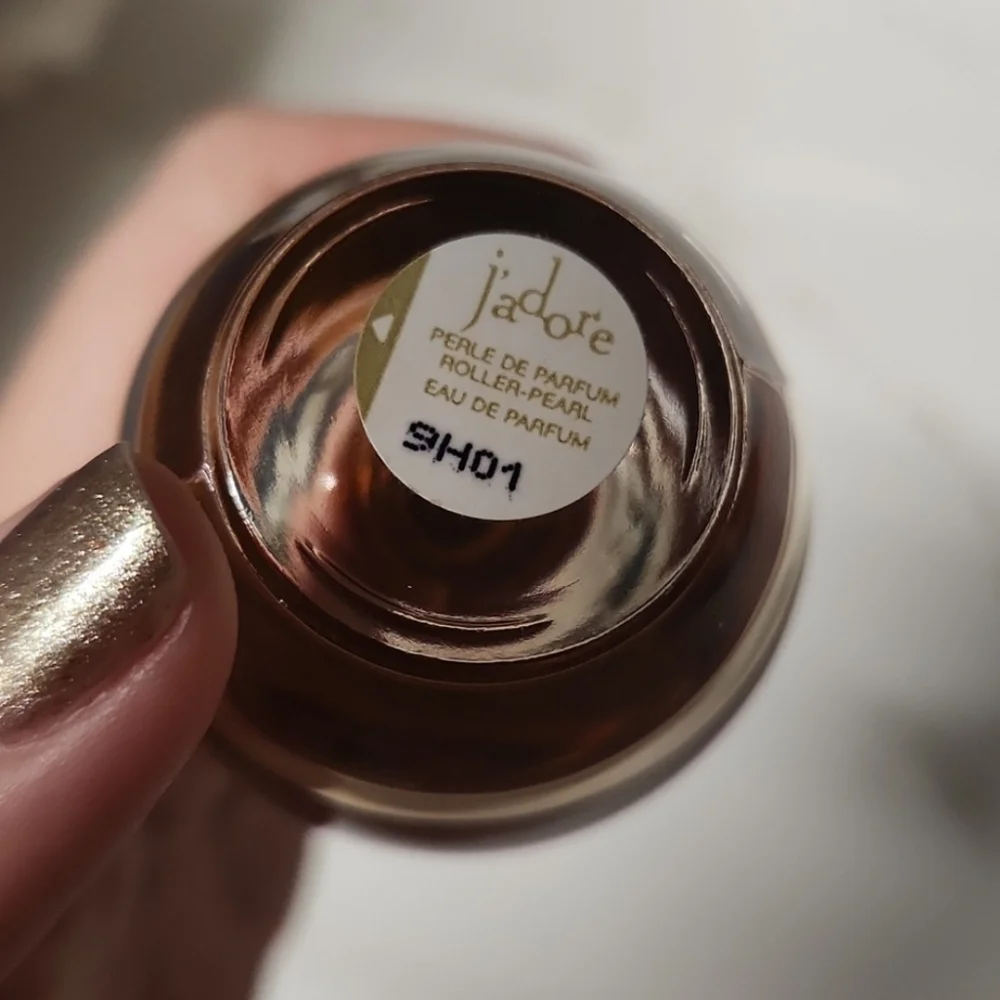 j'adore
PERLE DE PARFUM
ROLLER-PEARL
EAU DE PARFUM
9H01